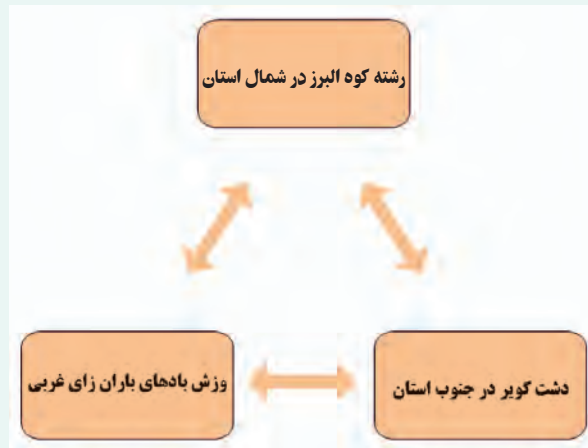 رشته کوه البرز در شمال استان
دشت کویر در جنوب استان
وزش بادهای باران زای غربی